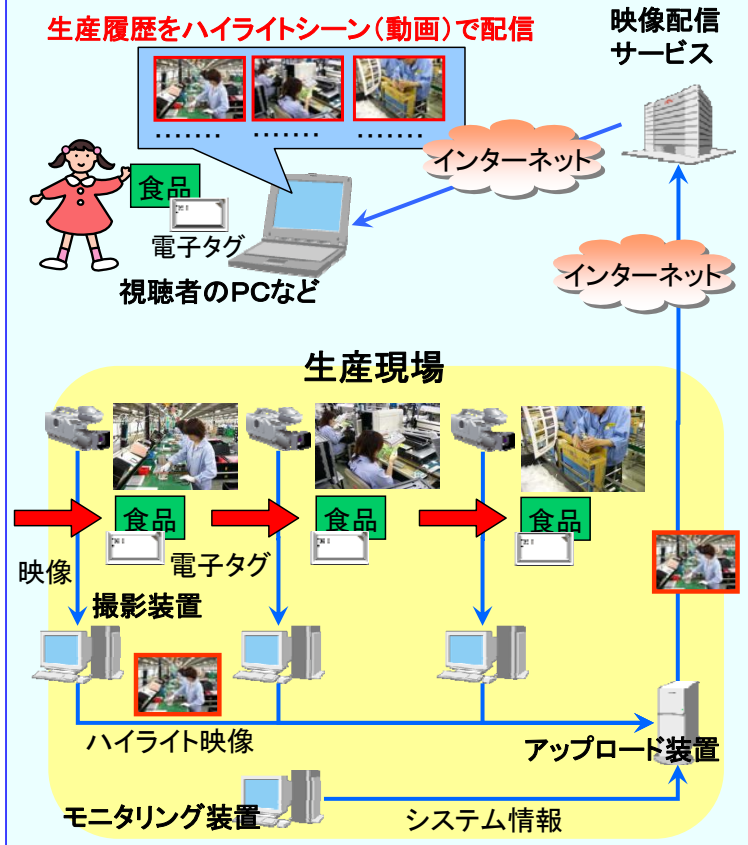 生産履歴をハイライトシーン（動画）で配信
映像配信
サービス
・・・・・・・ ・・・・・・・ ・・・・・・・
インターネット
食品
電子タグ
視聴者のPCなど
インターネット
生産現場
食品
食品
食品
映像
電子タグ
撮影装置
ハイライト映像
アップロード装置
モニタリング装置
システム情報